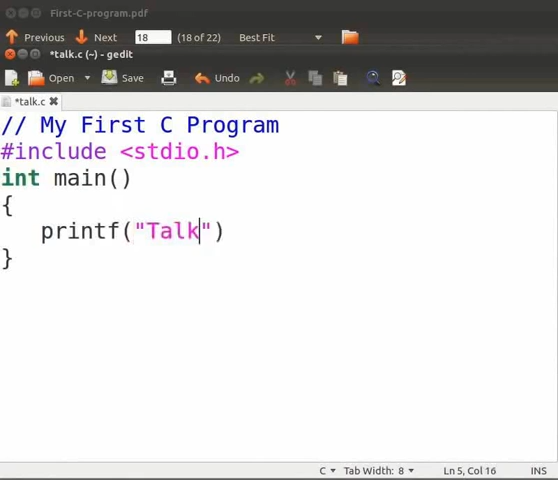 First-C-program.pdf
Previous Next 18 (18 of 22) Best Fit
*talk.c (~) - gedit
Open Save Undo
*talk.c
// My First C Program
#include <stdio.h>
int main()
{
printf("Talk")
}
C Tab Width: 8 Ln 5, Col 16 INS